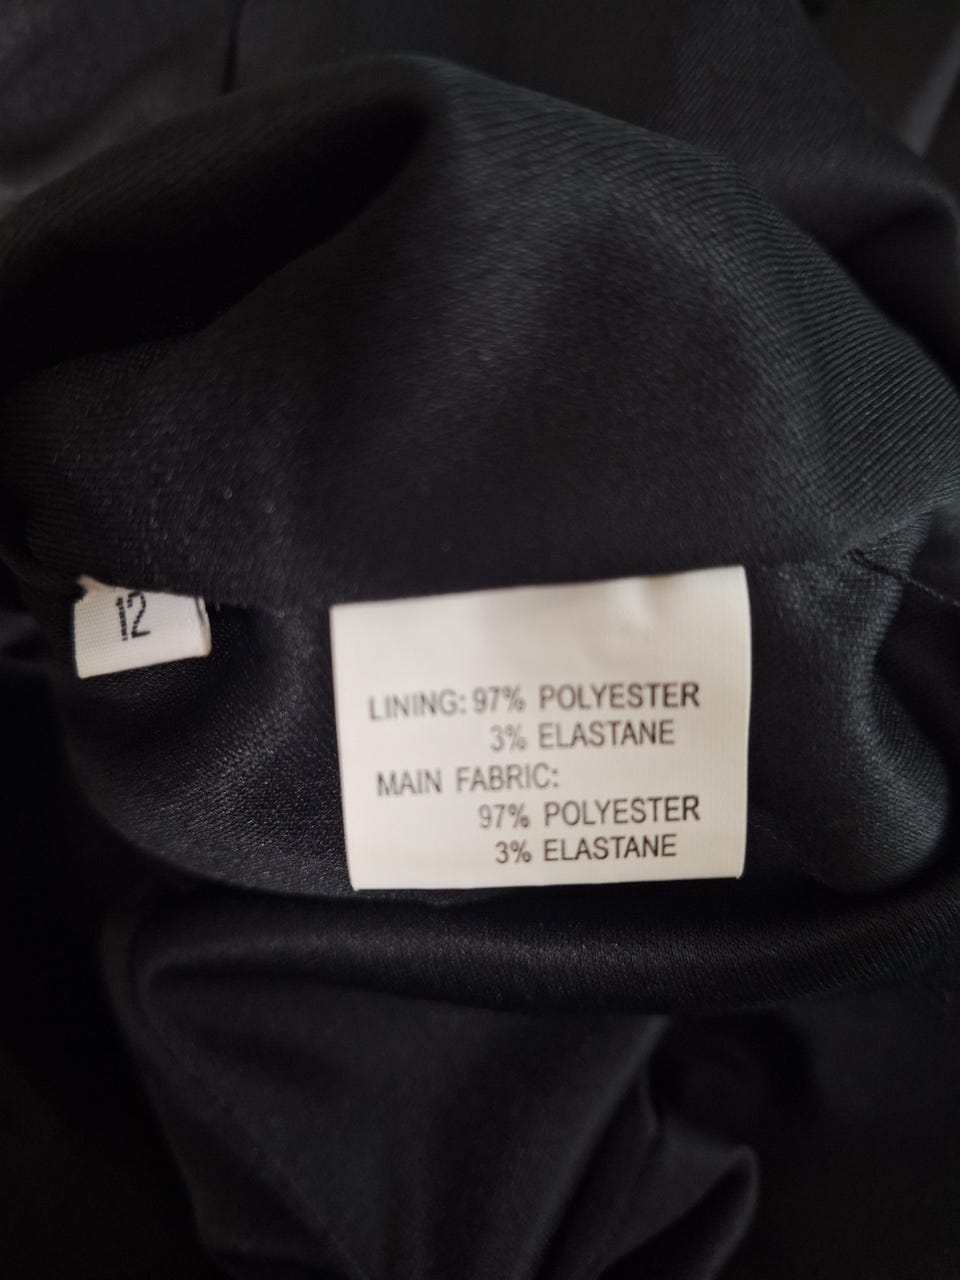 12
LINING: 97% POLYESTER
3% ELASTANE
MAIN FABRIC:
97% POLYESTER
3% ELASTANE